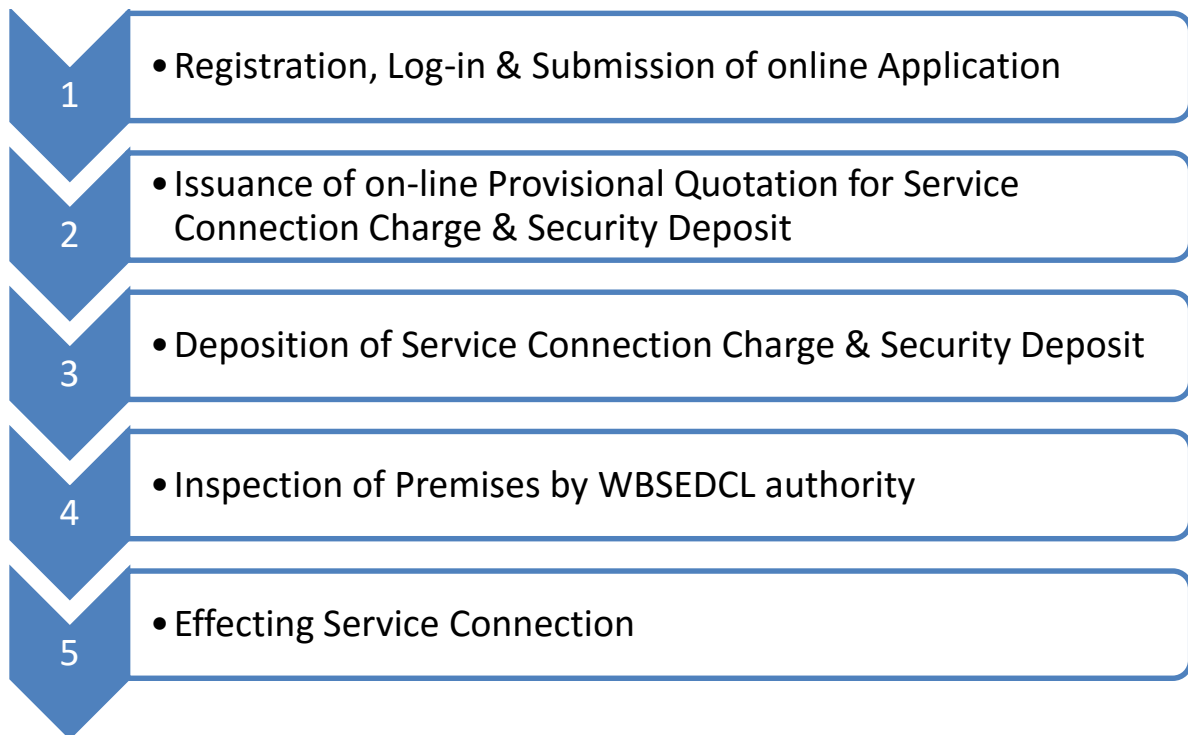 1
• Registration, Log-in & Submission of online Application
2
• Issuance of on-line Provisional Quotation for Service
Connection Charge & Security Deposit
3
• Deposition of Service Connection Charge & Security Deposit
4
• Inspection of Premises by WBSEDCL authority
5
• Effecting Service Connection